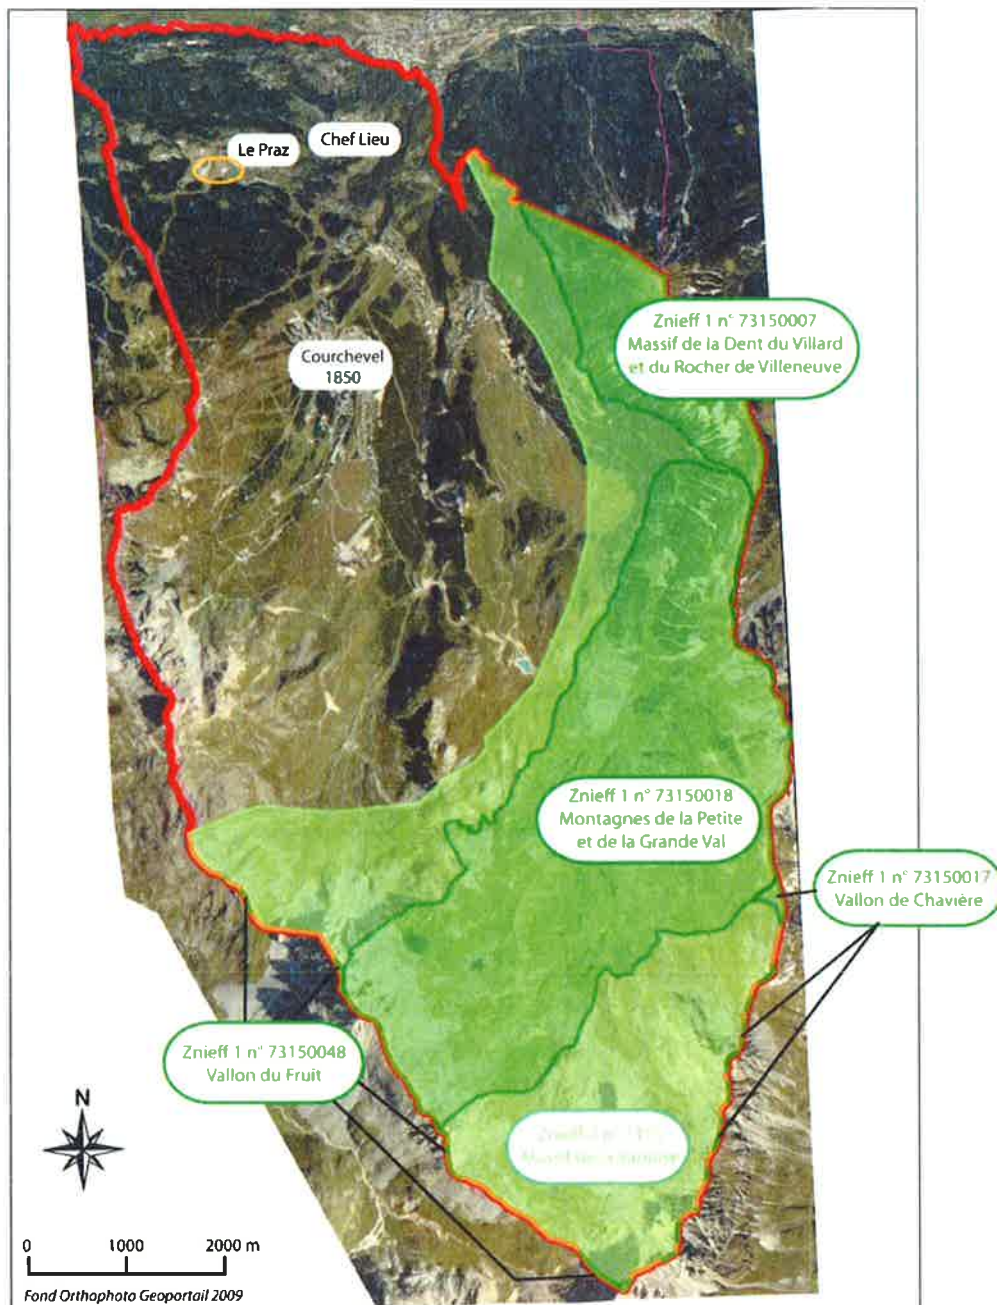 Le Praz
Chef Lieu
Courchevel
1850
Znieff 1 n° 73150007
Massif de la Dent du Villard
et du Rocher de Villeneuve
Znieff 1 n° 73150018
Montagnes de la Petite
et de la Grande Val
Znieff 1 n° 73150017
Vallon de Chavière
Znieff 1 n° 73150048
Vallon du Fruit
N
0 1000 2000 m
Fond Orthophoto Geoportail 2009